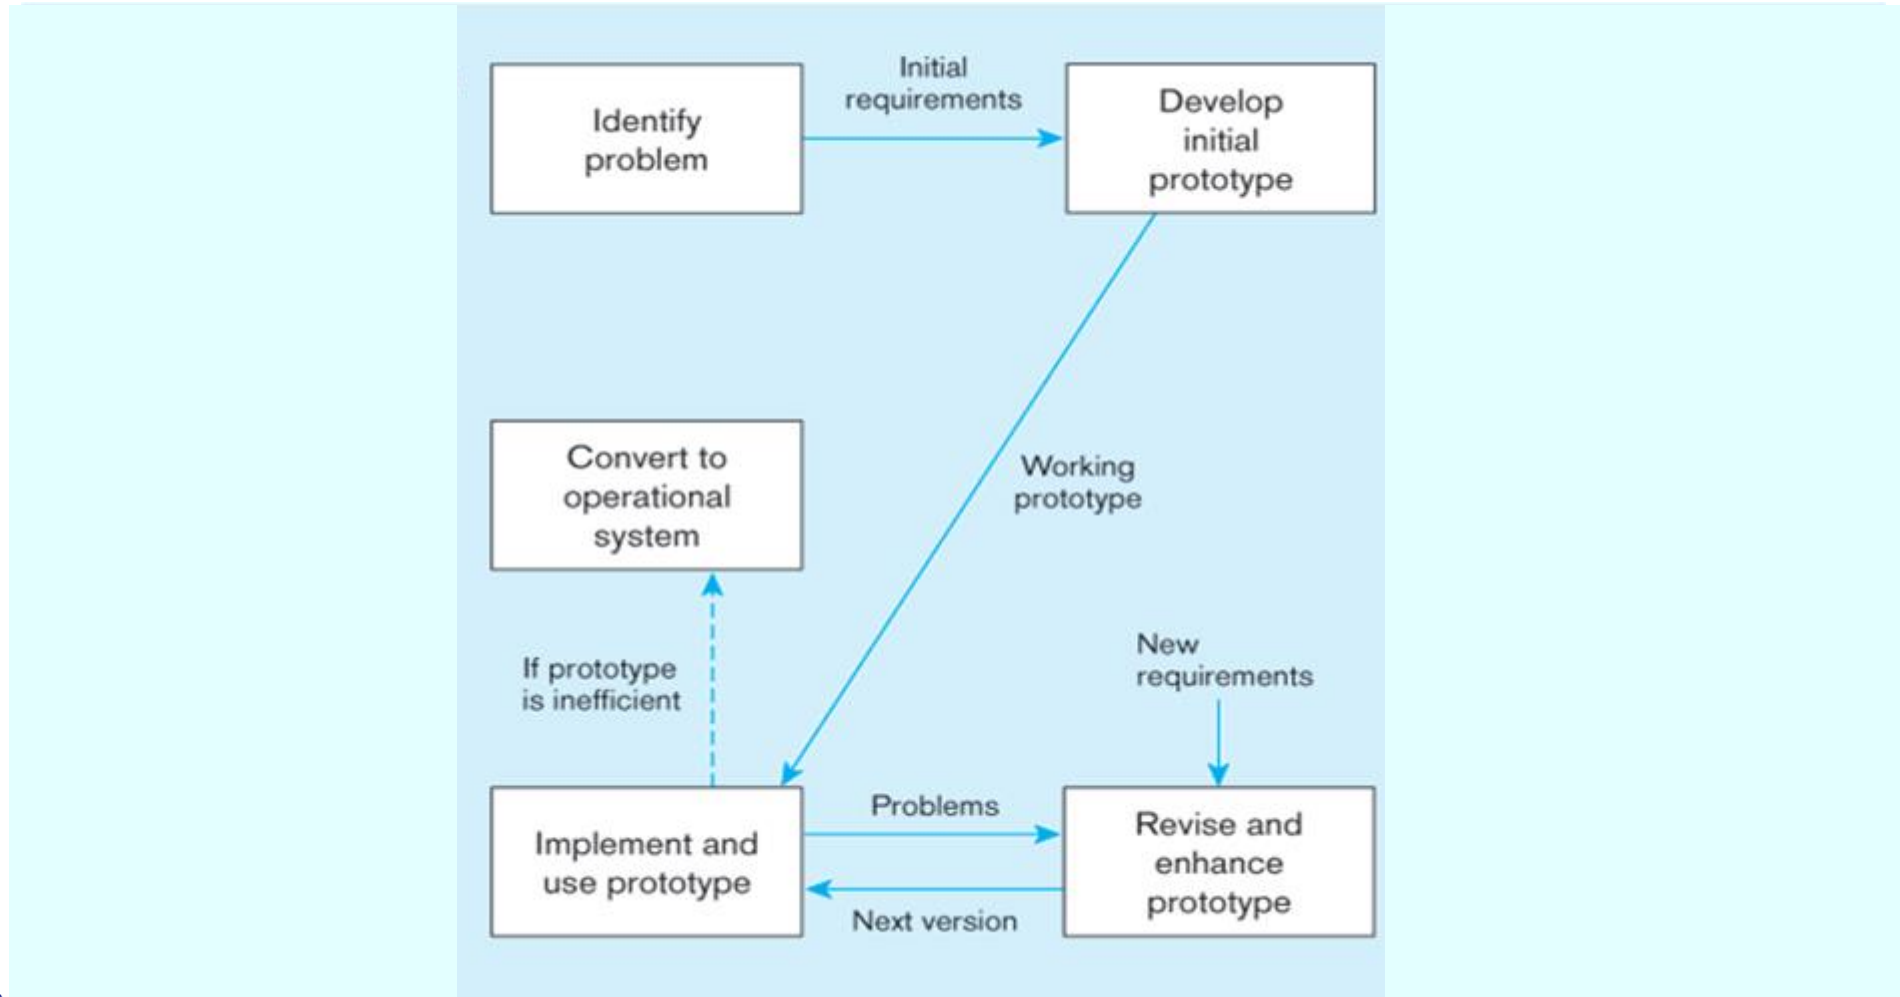 Identify
problem
Initial
requirements
Develop
initial
prototype
Convert to
operational
system
Working
prototype
If prototype
is inefficient
New
requirements
Implement and
use prototype
Problems
Next version
Revise and
enhance
prototype